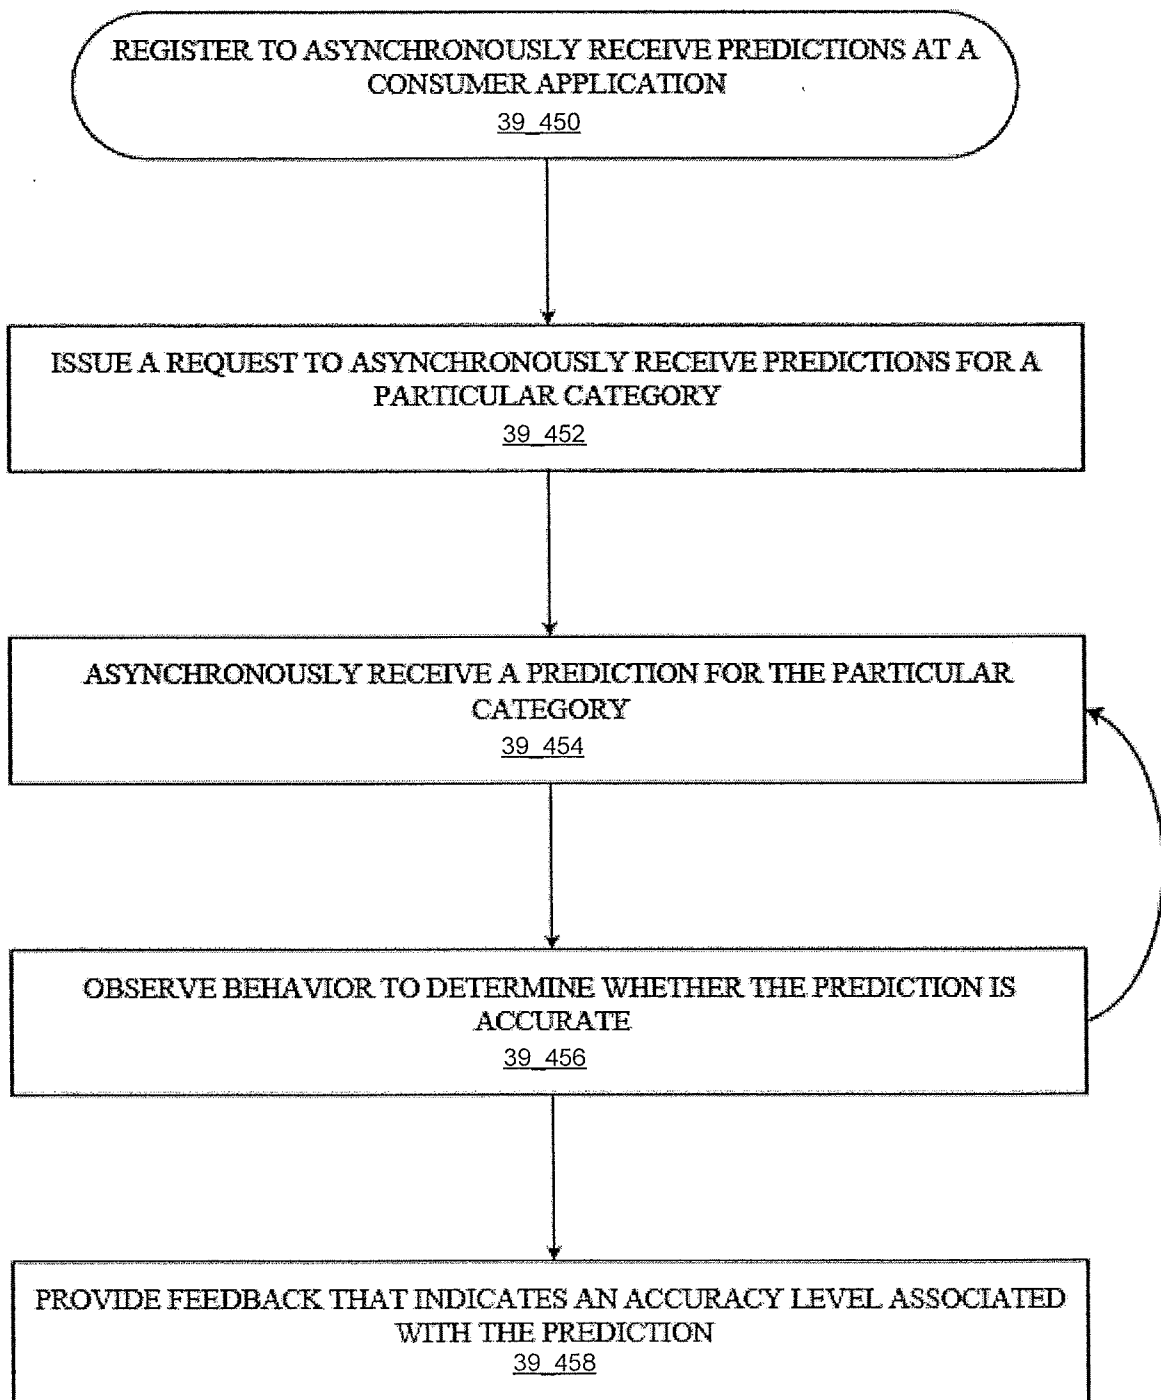 REGISTER TO ASYNCHRONOUSLY RECEIVE PREDICTIONS AT A
CONSUMER APPLICATION
39_450
ISSUE A REQUEST TO ASYNCHRONOUSLY RECEIVE PREDICTIONS FOR A
PARTICULAR CATEGORY
39_452
ASYNCHRONOUSLY RECEIVE A PREDICTION FOR THE PARTICULAR
CATEGORY
39_454
OBSERVE BEHAVIOR TO DETERMINE WHETHER THE PREDICTION IS
ACCURATE
39_456
PROVIDE FEEDBACK THAT INDICATES AN ACCURACY LEVEL ASSOCIATED
WITH THE PREDICTION
39_458